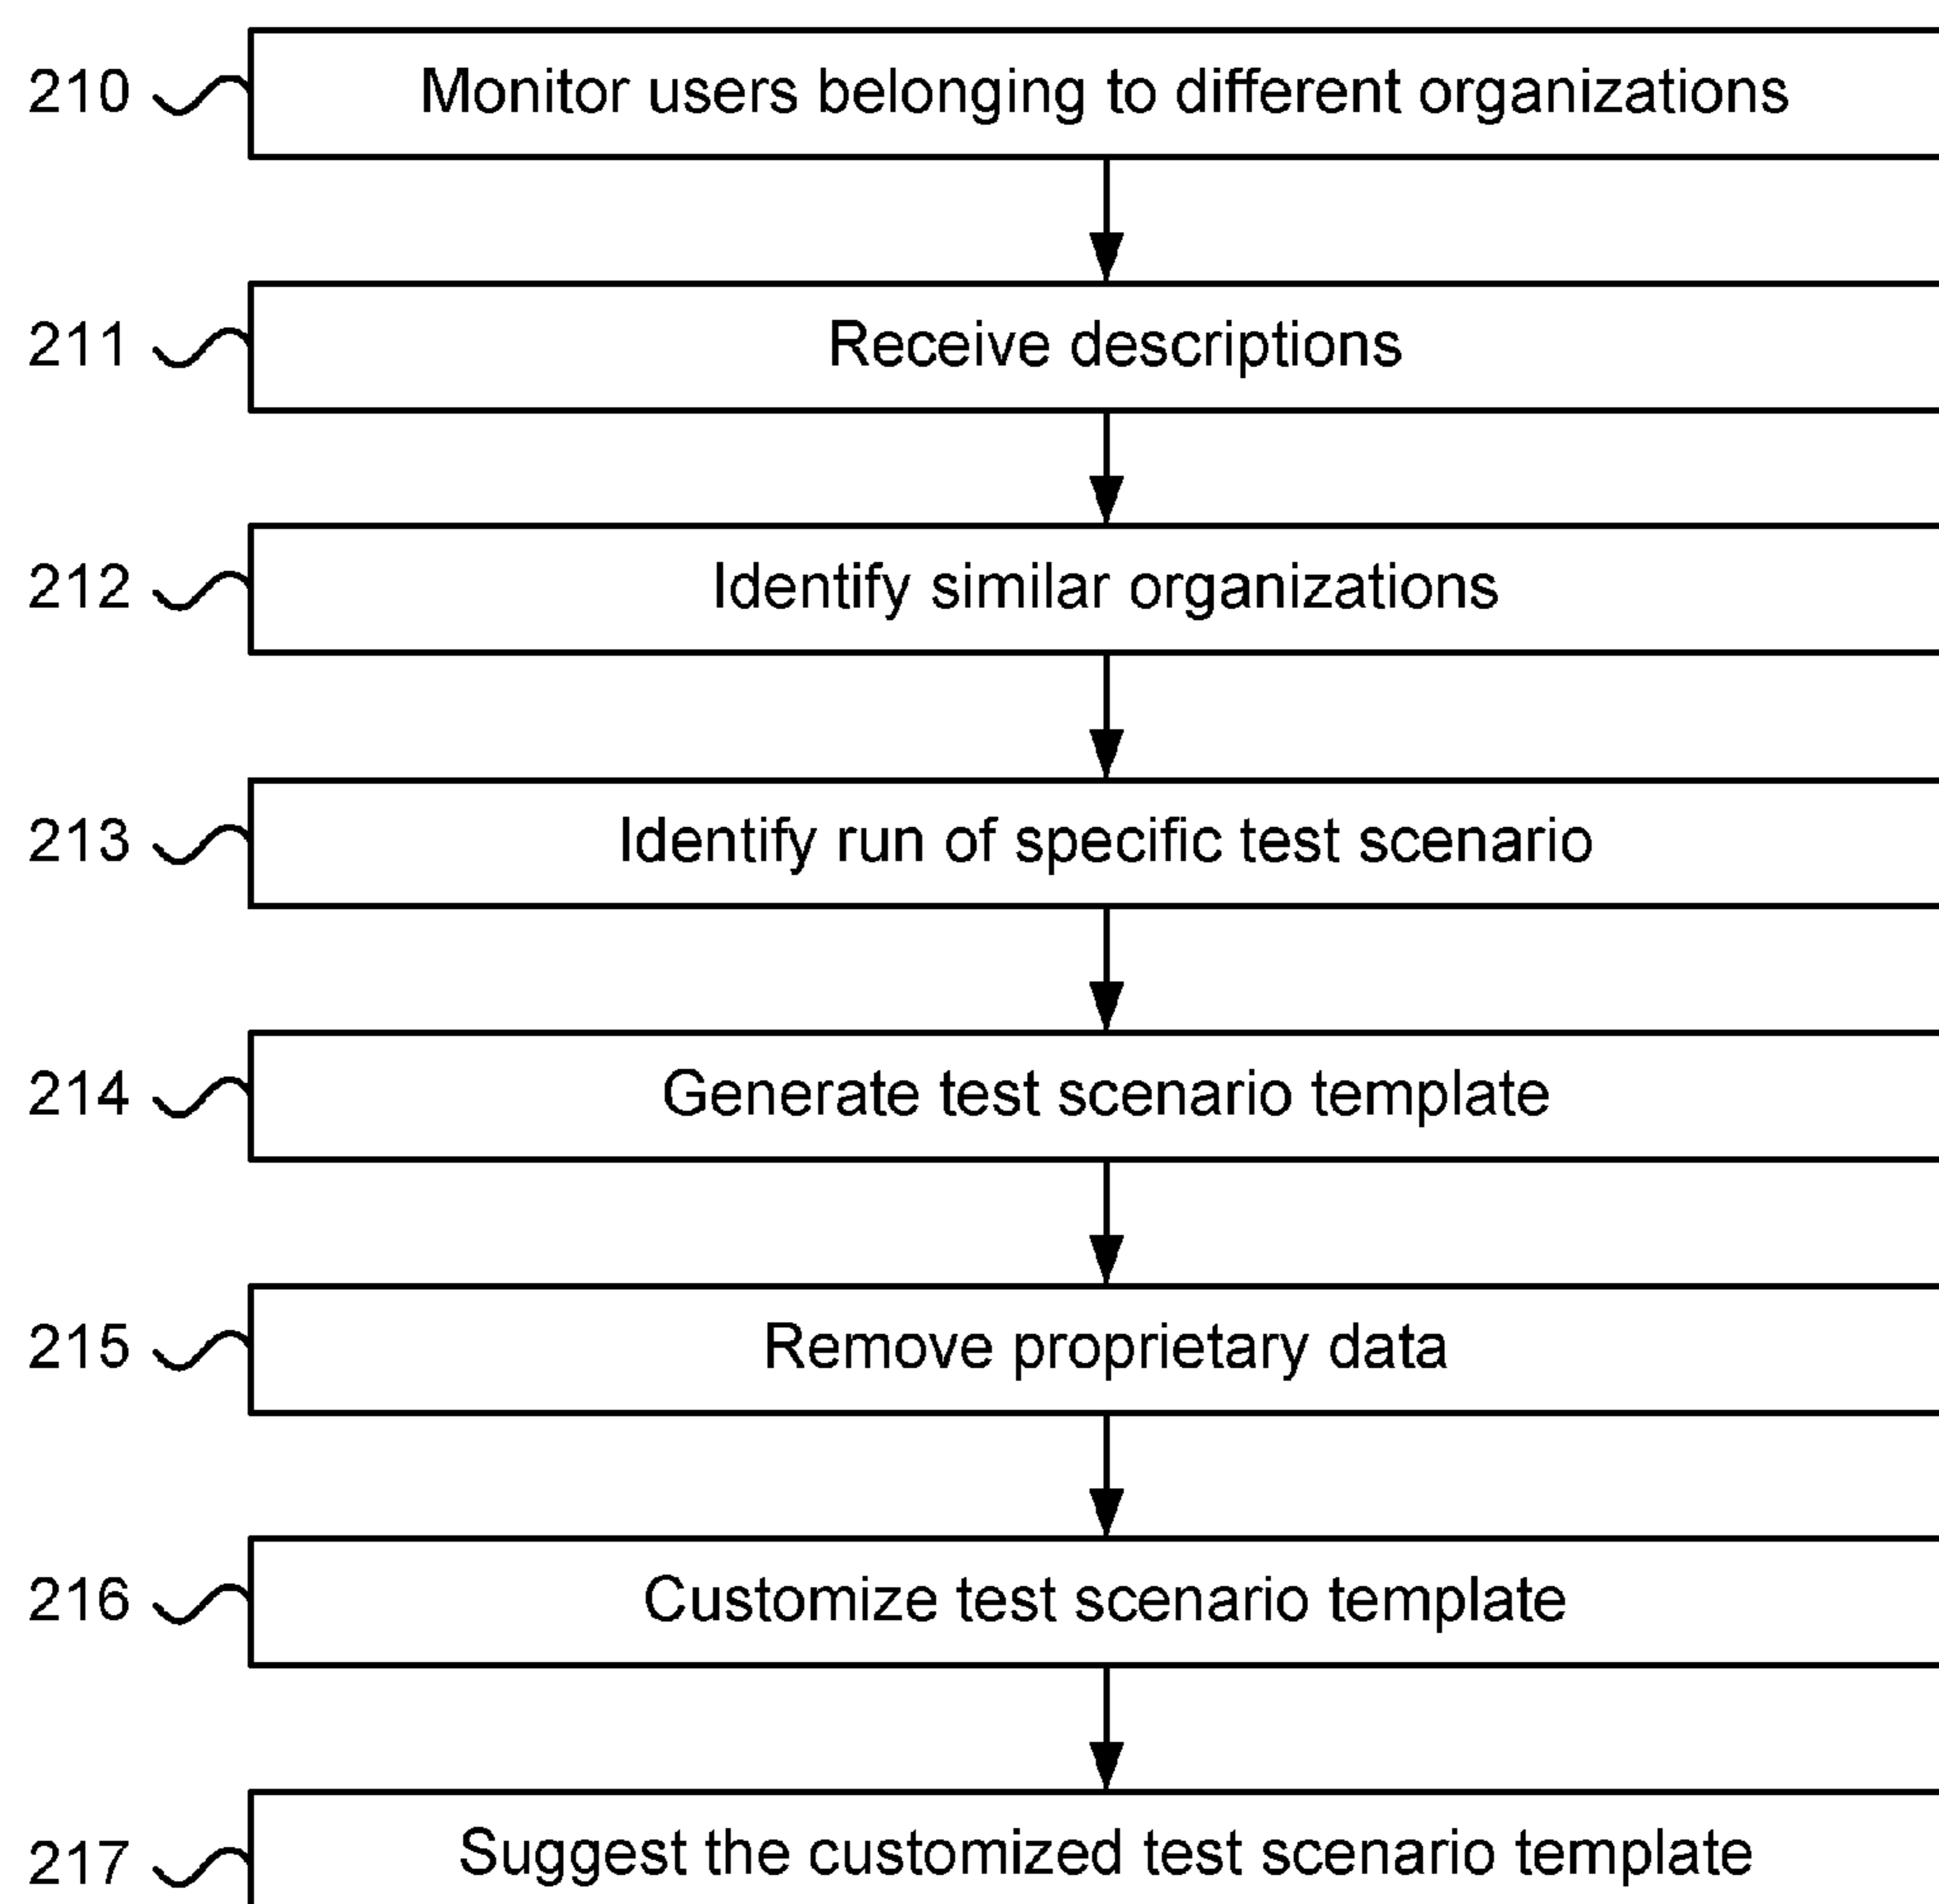 210 Monitor users belonging to different organizations
211 Receive descriptions
212 Identify similar organizations
213 Identify run of specific test scenario
214 Generate test scenario template
215 Remove proprietary data
216 Customize test scenario template
217 Suggest the customized test scenario template